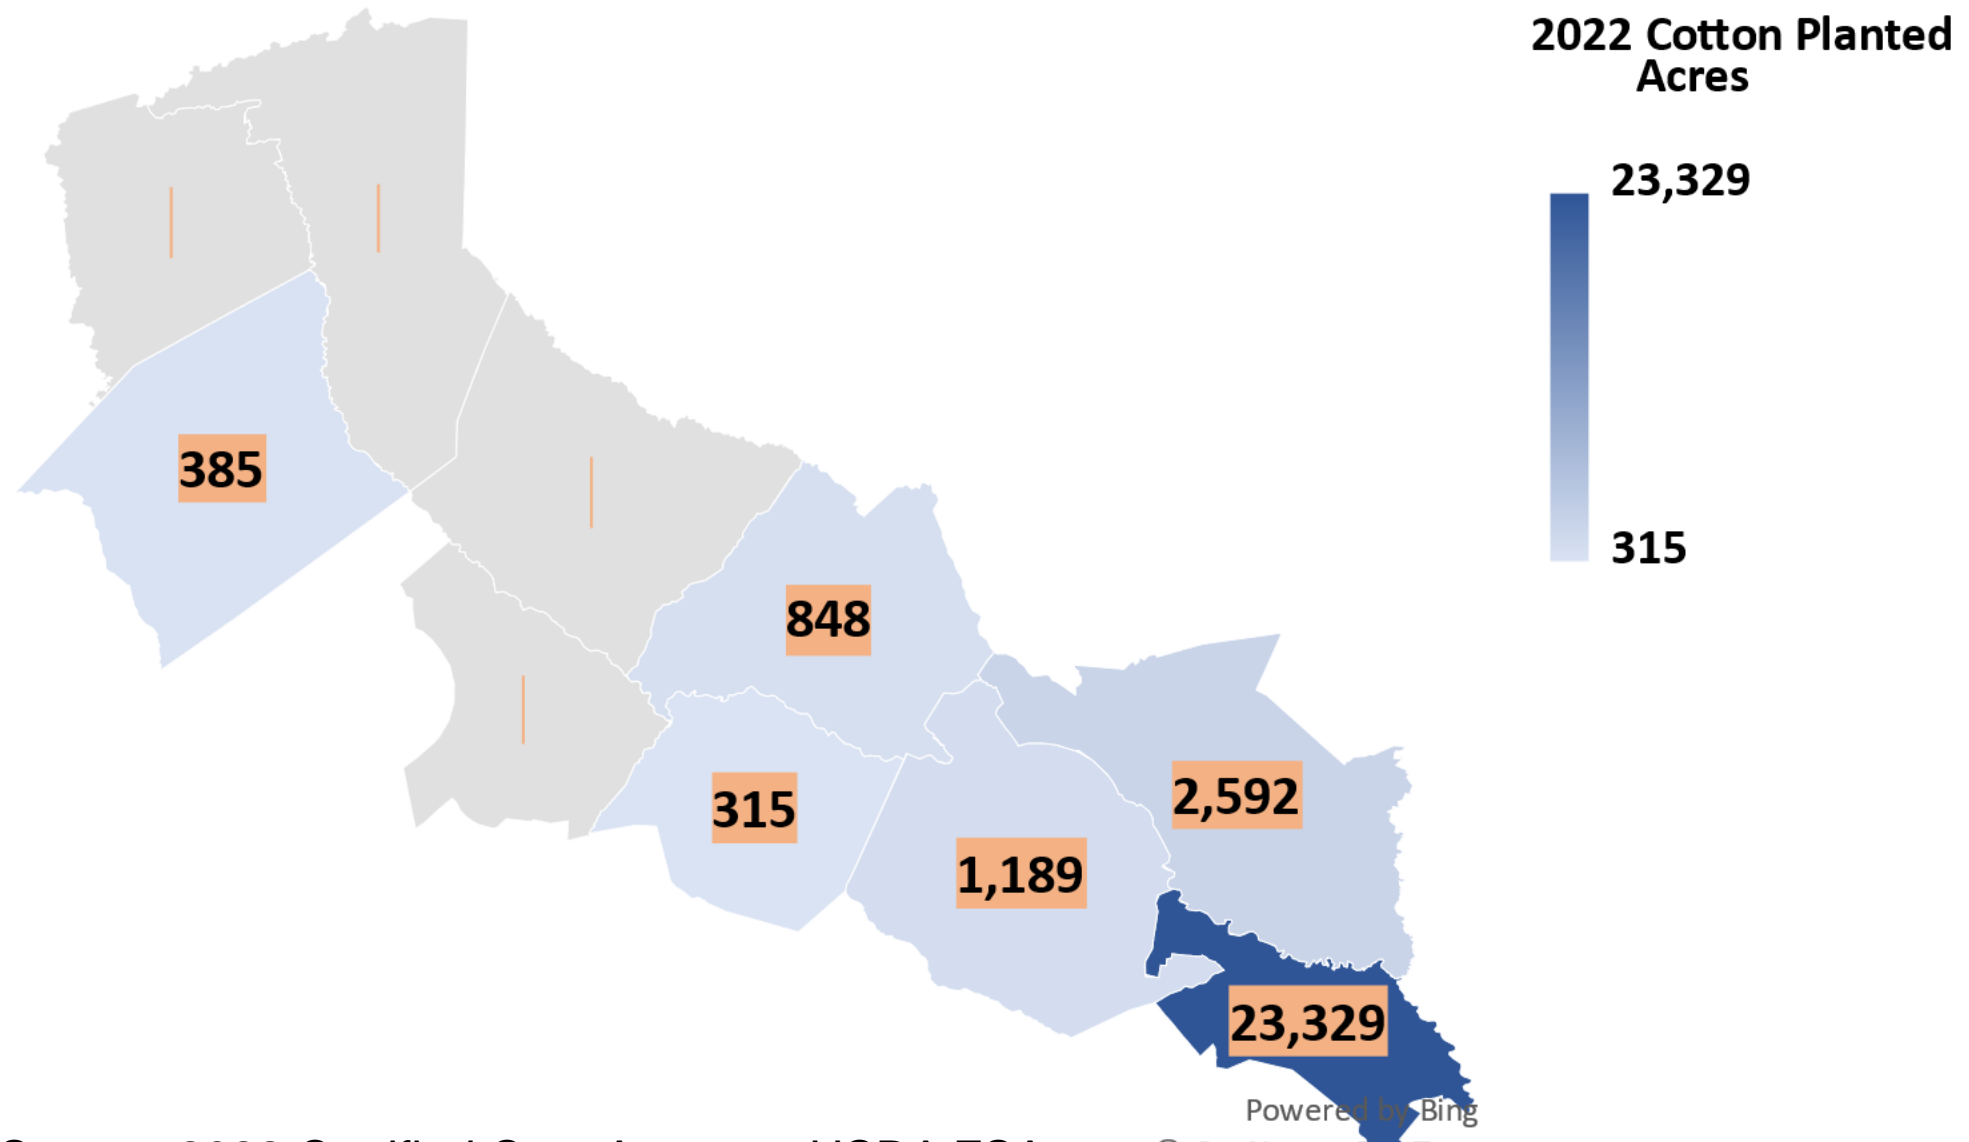 2022 Cotton Planted
Acres
23,329
315
385
848
2,592
315
1,189
23,329
Powered by Bing